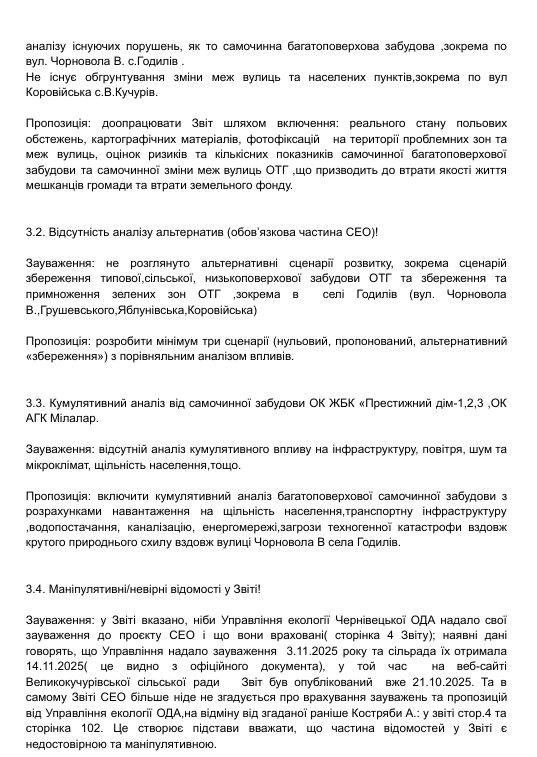 аналізу існуючих порушень, як то самочинна багатоповерхова забудова ,зокрема по
вул. Чорновола В. с.Годилів .
Не існує обгрунтування зміни меж вулиць та населених пунктів,зокрема по вул
Коровійська с.В.Кучурів.
Пропозиція: доопрацювати Звіт шляхом включення: реального стану польових
обстежень, картографічних матеріалів, фотофіксацій на території проблемних зон та
меж вулиць, оцінок ризиків та кількісних показників самочинної багатоповерхової
забудови та самочинної зміни меж вулиць ОТГ ,що призводить до втрати якості життя
мешканців громади та втрати земельного фонду.
3.2. Відсутність аналізу альтернатив (обов’язкова частина СЕО)!
Зауваження: не розглянуто альтернативні сценарії розвитку, зокрема сценарій
збереження типової,сільської, низькоповерхової забудови ОТГ та збереження та
примноження зелених зон ОТГ ,зокрема в селі Годилів (вул. Чорновола
В.,Грушевського,Яблунівська,Коровійська)
Пропозиція: розробити мінімум три сценарії (нульовий, пропонований, альтернативний
«збереження») з порівняльним аналізом впливів.
3.3. Кумулятивний аналіз від самочинної забудови ОК ЖБК «Престижний дім-1,2,3 ,ОК
АГК Мілалар.
Зауваження: відсутній аналіз кумулятивного впливу на інфраструктуру, повітря, шум та
мікроклімат, щільність населення,тощо.
Пропозиція: включити кумулятивний аналіз багатоповерхової самочинної забудови з
розрахунками навантаження на щільність населення,транспортну інфраструктуру
,водопостачання, каналізацію, енергомережі,загрози техногенної катастрофи вздовж
крутого природнього схилу вздовж вулиці Чорновола В села Годилів.
3.4. Маніпулятивні/невірні відомості у Звіті!
Зауваження: у Звіті вказано, ніби Управління екології Чернівецької ОДА надало свої
зауваження до проєкту СЕО і що вони враховані( сторінка 4 Звіту); наявні дані
говорять, що Управління надало зауваження 3.11.2025 року та сільрада їх отримала
14.11.2025( це видно з офіційного документа), у той час на веб-сайті
Великокучурівської сільської ради Звіт був опублікований вже 21.10.2025. Та в
самому Звіті СЕО більше ніде не згадується про врахування зауважень та пропозицій
від Управління екології ОДА,на відміну від згаданої раніше Костряби А.: у звіті стор.4 та
сторінка 102. Це створює підстави вважати, що частина відомостей у Звіті є
недостовірною та маніпулятивною.